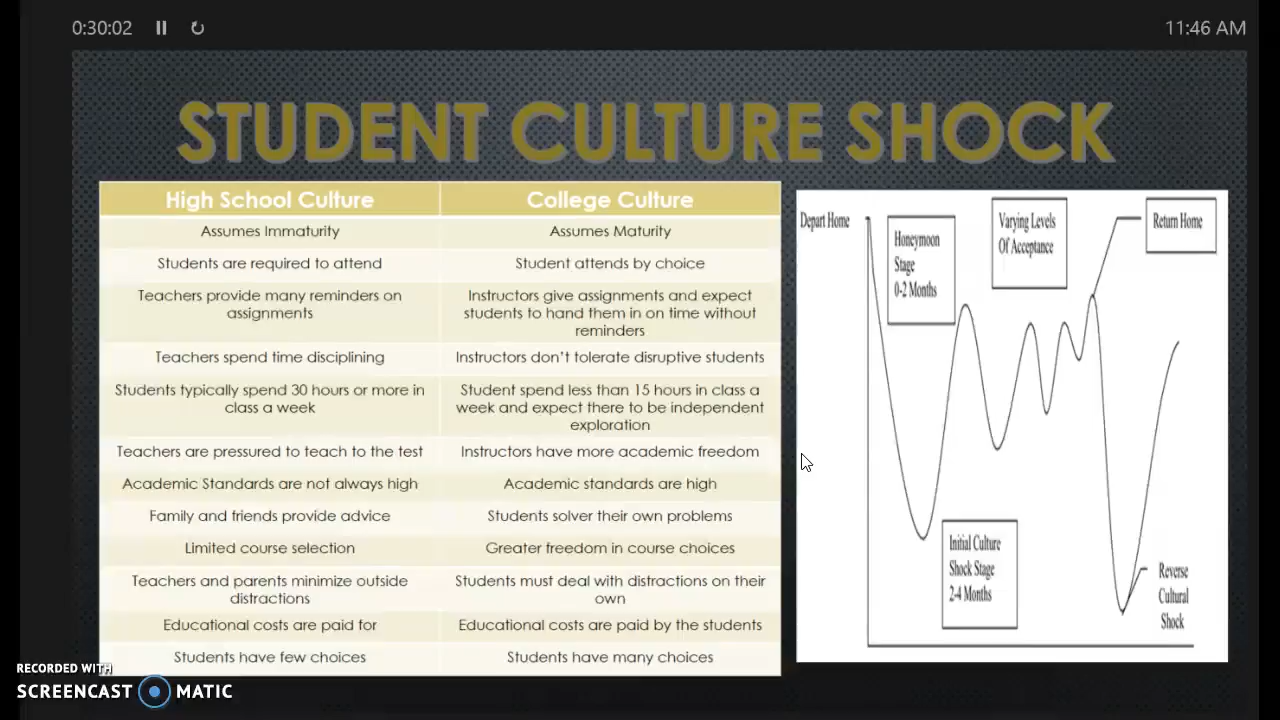 0:30:02
11:46 AM
STUDENT CULTURE SHOCK
High School Culture
College Culture
Assumes Immaturity
Assumes Maturity
Students are required to attend
Student attends by choice
Teachers provide many reminders on
assignments
Instructors give assignments and expect
students to hand them in on time without
reminders
Teachers spend time disciplining
Instructors don't tolerate disruptive students
Students typically spend 30 hours or more in
class a week
Student spend less than 15 hours in class a
week and expect there to be independent
exploration
Teachers are pressured to teach to the test
Instructors have more academic freedom
Academic Standards are not always high
Academic standards are high
Family and friends provide advice
Students solver their own problems
Limited course selection
Greater freedom in course choices
Teachers and parents minimize outside
distractions
Students must deal with distractions on their
own
Educational costs are paid for
Educational costs are paid by the students
Students have few choices
Students have many choices
Depart Home
Honeymoon
Stage
0-2 Months
Varying Levels
Of Acceptance
Return Home
Initial Culture
Shock Stage
2-4 Months
Reverse
Cultural
Shock
RECORDED WITH
SCREENCAST MATIC